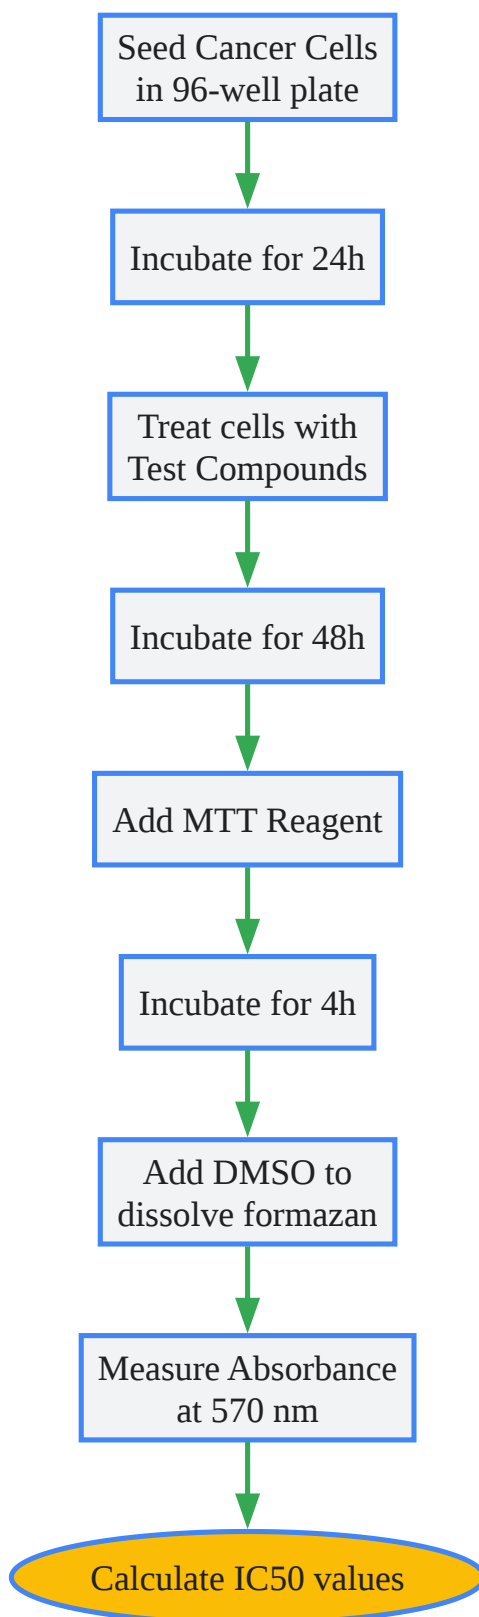 Seed Cancer Cells
in 96-well plate
Incubate for 24h
Treat cells with
Test Compounds
Incubate for 48h
Add MTT Reagent
Incubate for 4h
Add DMSO to
dissolve formazan
Measure Absorbance
at 570 nm
Calculate IC50 values